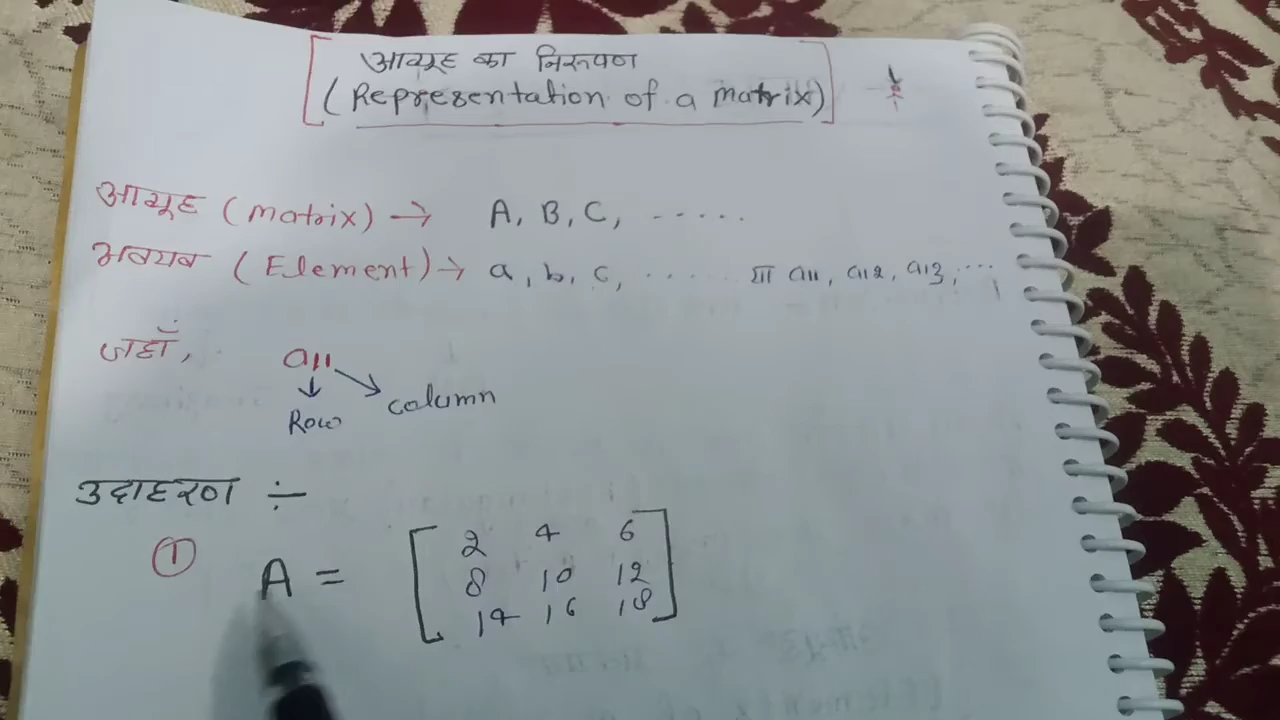 आव्यूह का निरूपण
(Representation of a matrix)
आव्यूह (matrix) → A, B, C, .....
अवयव (Element) → a, b, c, ..... या a11, a12, a13, ...
जहाँ, a11
Row column
उदाहरण ÷
① A = [ 2 4 6
8 10 12
14 16 18 ]